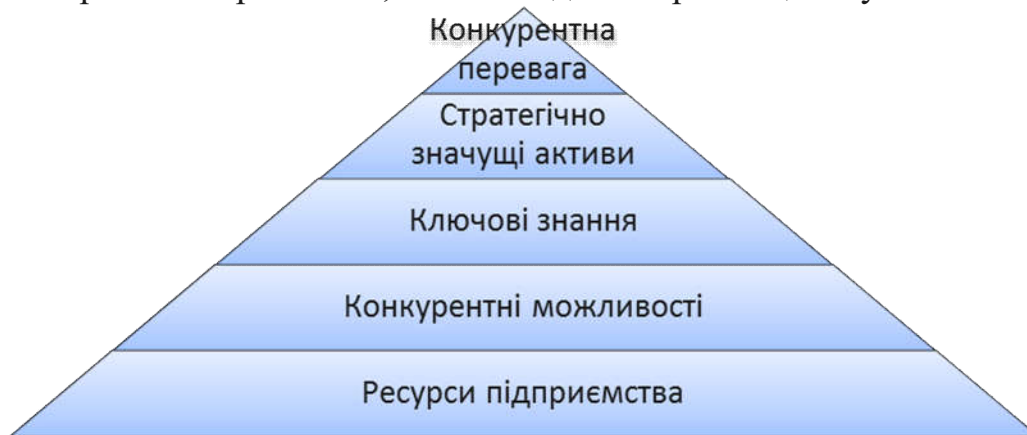 Конкурентна
перевага
Стратегічно
значущі активи
Ключові знання
Конкурентні можливості
Ресурси підприємства